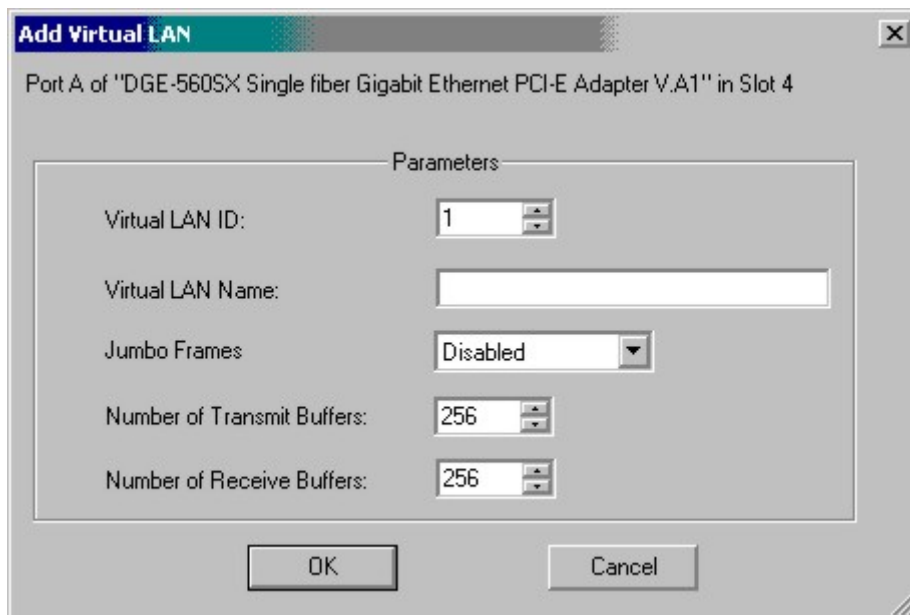 Add Virtual LAN
Port A of "DGE-560SX Single fiber Gigabit Ethernet PCI-E Adapter V.A1" in Slot 4
Parameters
Virtual LAN ID: 1
Virtual LAN Name:
Jumbo Frames Disabled
Number of Transmit Buffers: 256
Number of Receive Buffers: 256
OK Cancel